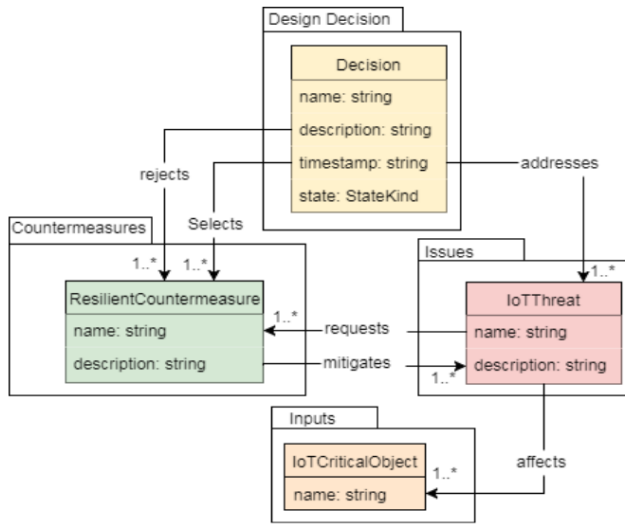 Design Decision
Decision
name: string
description: string
timestamp: string
state: StateKind
rejects
Selects
addresses
Countermeasures
1..*
1..*
ResilientCountermeasure
name: string
description: string
Issues
1..*
IoTThreat
name: string
description: string
1..*
requests
mitigates
1..*
affects
Inputs
IoTCriticalObject
name: string
1..*